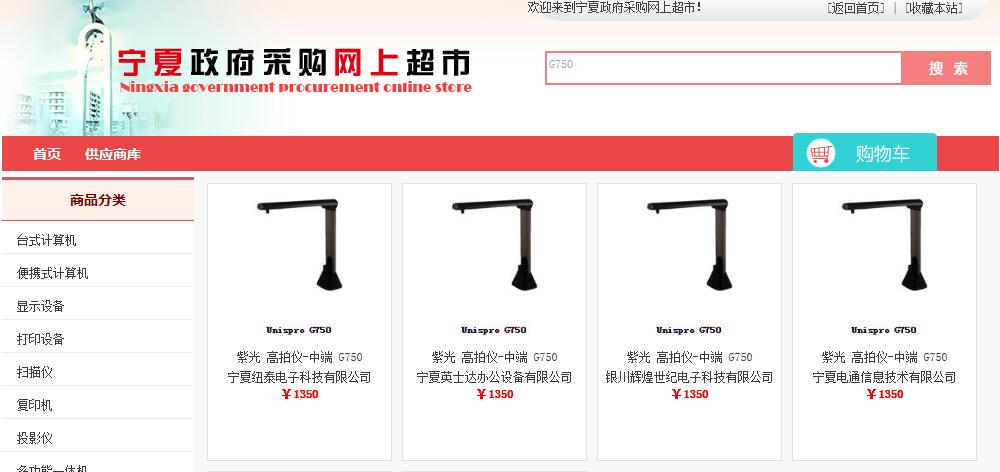 欢迎来到宁夏政府采购网上超市!
[返回首页] | [收藏本站]
宁夏政府采购网上超市
Ningxia government procurement online store
G750
搜 索
首页 供应商库
购物车
商品分类
台式计算机
便携式计算机
显示设备
打印设备
扫描仪
复印机
投影仪
多功能一体机
Unispro G750
紫光 高拍仪-中端 G750
宁夏纽泰电子科技有限公司
¥1350
Unispro G750
紫光 高拍仪-中端 G750
宁夏英士达办公设备有限公司
¥1350
Unispro G750
紫光 高拍仪-中端 G750
银川辉煌世纪电子科技有限公司
¥1350
Unispro G750
紫光 高拍仪-中端 G750
宁夏电通信息技术有限公司
¥1350